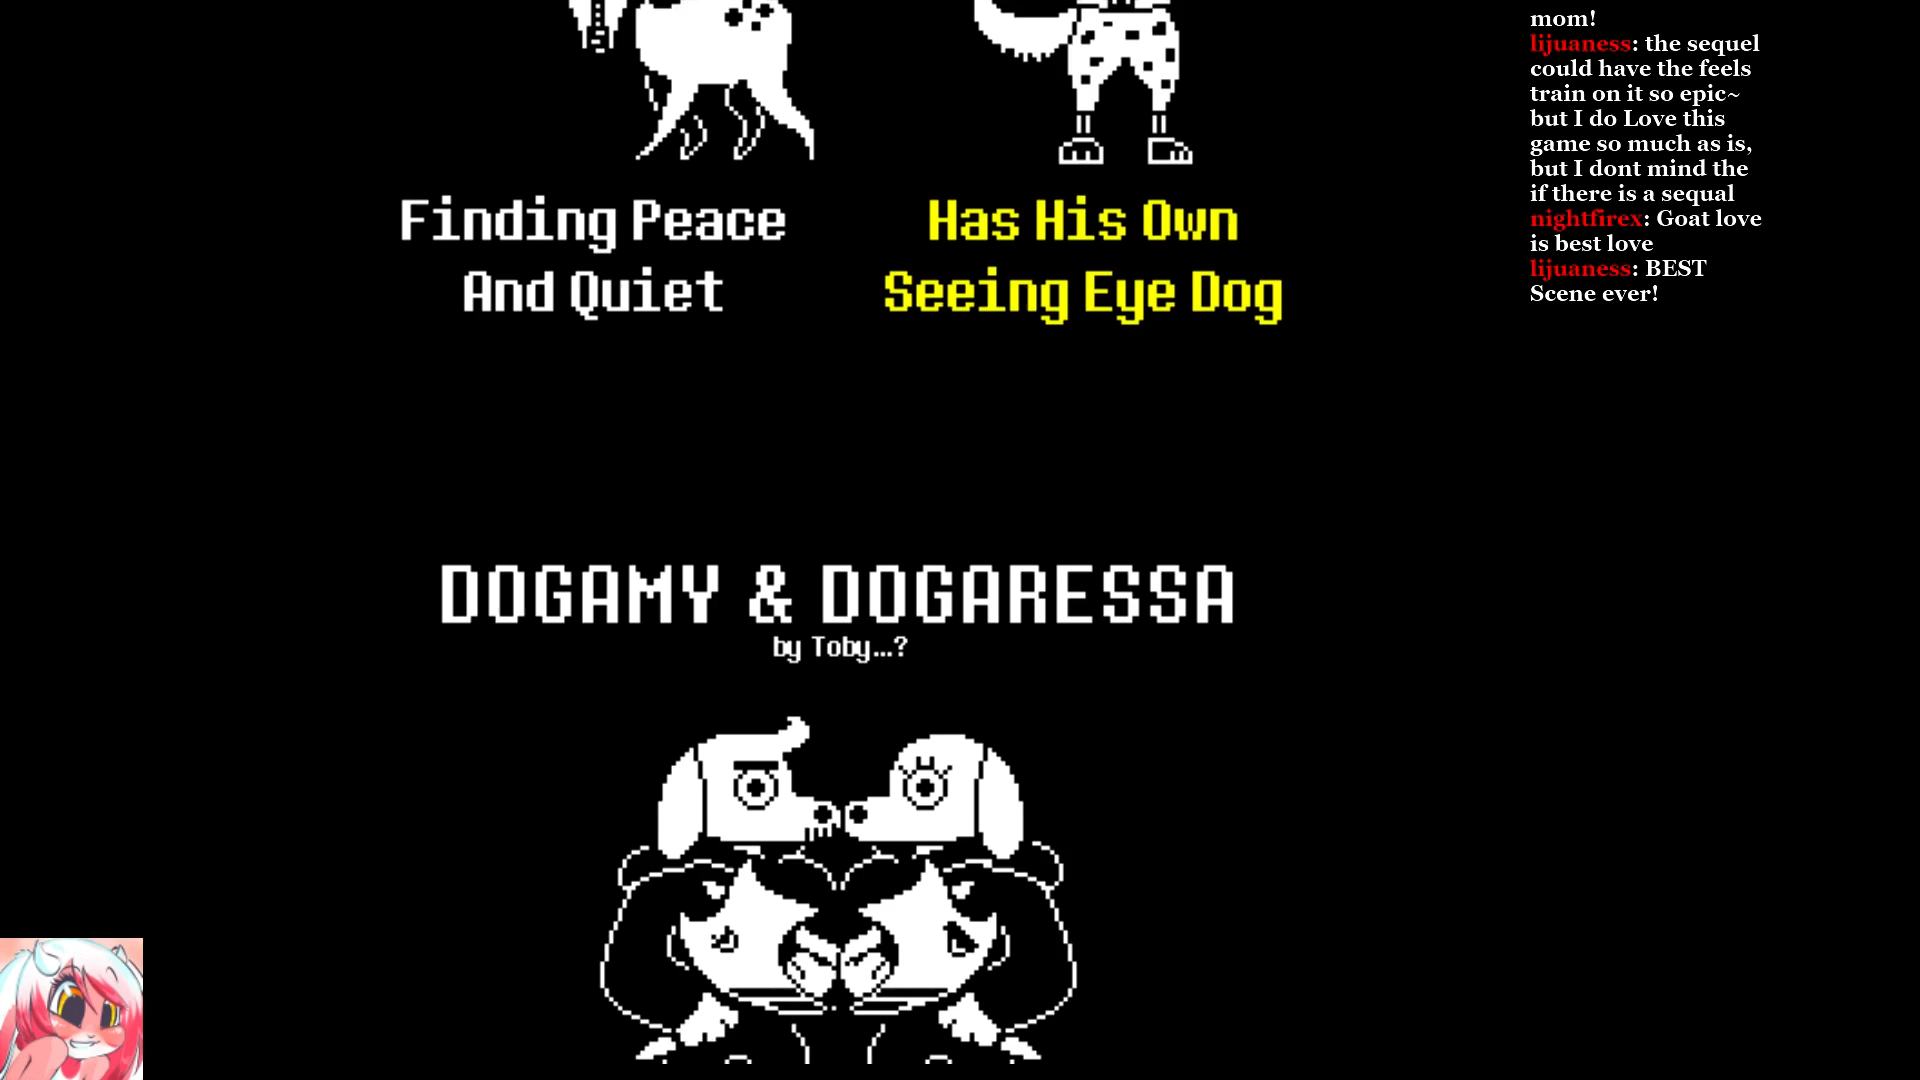 Finding Peace
And Quiet
Has His Own
Seeing Eye Dog
DOGAMY & DOGARESSA
by Toby...?
mom!
lijuaness: the sequel
could have the feels
train on it so epic~
but I do Love this
game so much as is,
but I dont mind the
if there is a sequal
nightfirex: Goat love
is best love
lijuaness: BEST
Scene ever!